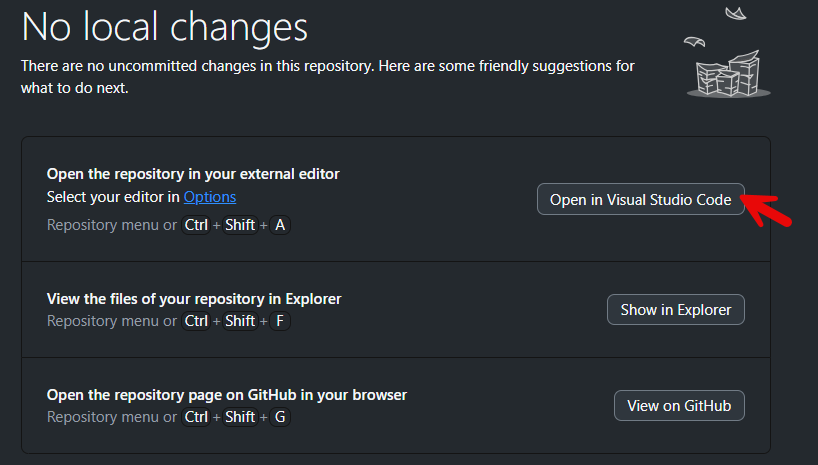 No local changes
There are no uncommitted changes in this repository. Here are some friendly suggestions for
what to do next.
Open the repository in your external editor
Select your editor in Options
Repository menu or Ctrl + Shift + A
Open in Visual Studio Code
View the files of your repository in Explorer
Repository menu or Ctrl + Shift + F
Show in Explorer
Open the repository page on GitHub in your browser
Repository menu or Ctrl + Shift + G
View on GitHub